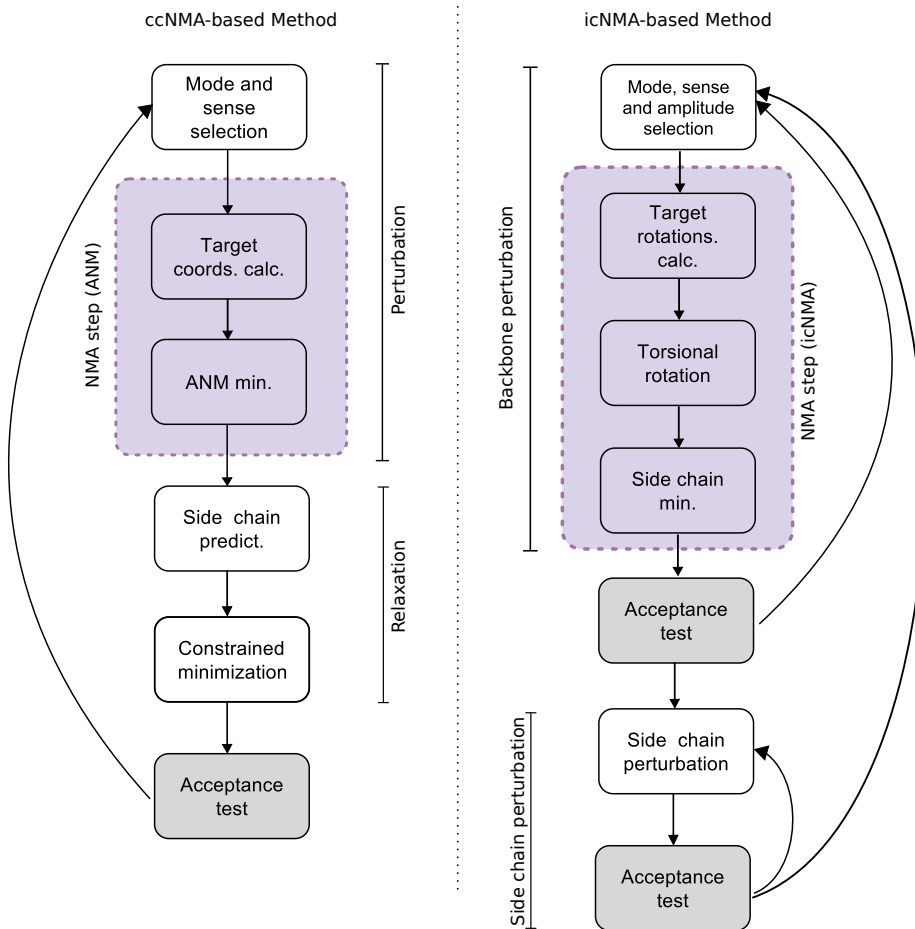 ccNMA-based Method
Mode and
sense
selection
Target
coords. calc.
ANM min.
NMA step (ANM)
Perturbation
Side chain
predict.
Constrained
minimization
Relaxation
Acceptance
test
icNMA-based Method
Mode, sense
and amplitude
selection
Target
rotations.
calc.
Torsional
rotation
Side chain
min.
Backbone perturbation
NMA step (icNMA)
Acceptance
test
Side chain
perturbation
Acceptance
test
Side chain perturbation